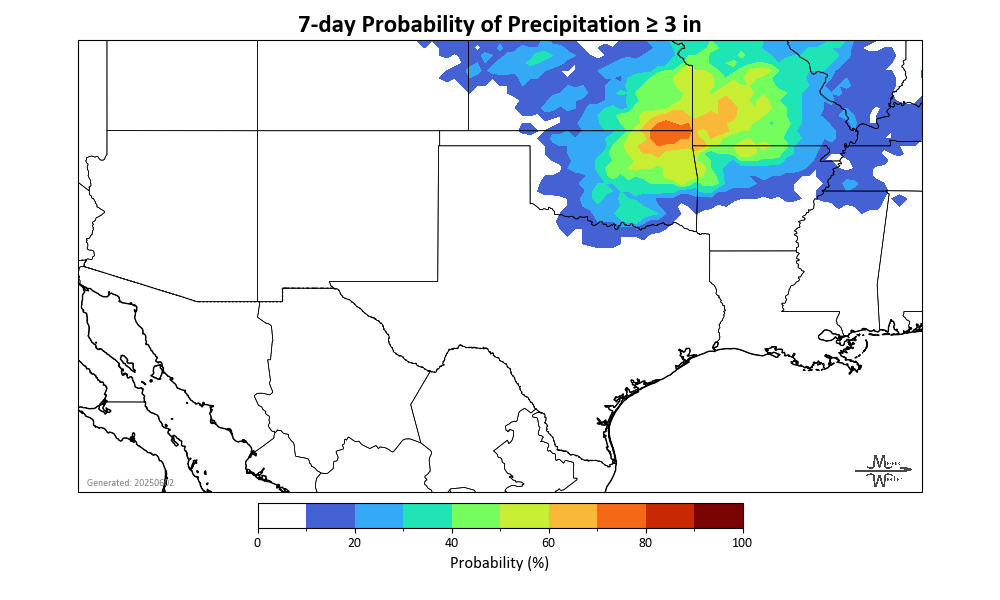 7-day Probability of Precipitation ≥ 3 in
Generated: 20250602
0 20 40 60 80 100
Probability (%)